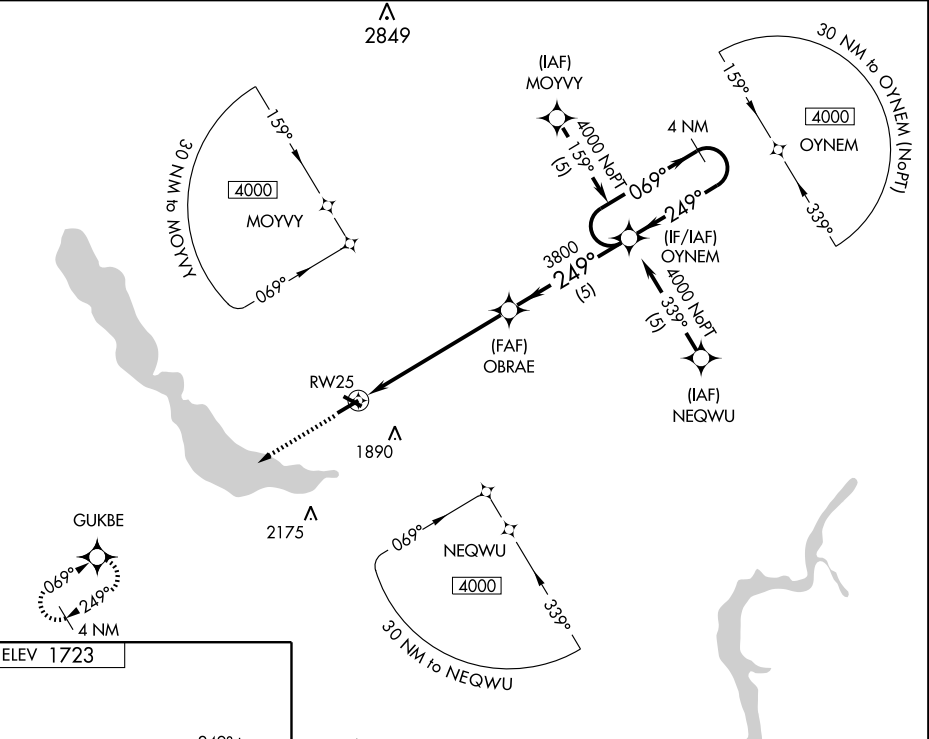 2849
(IAF)
MOYVY
4000 NoPT
159°
(5)
4 NM
069°
249°
(IF/IAF)
OYNEM
3800
249°
(5)
4000 NoPT
339°
(5)
(IAF)
NEQWU
(FAF)
OBRAE
RW25
1890
2175
30 NM to OYNEM (NoPT)
159°
4000
OYNEM
339°
30 NM to MOYVY
159°
4000
MOYVY
069°
069°
NEQWU
4000
339°
30 NM to NEQWU
GUKBE
069°
249°
4 NM
ELEV 1723